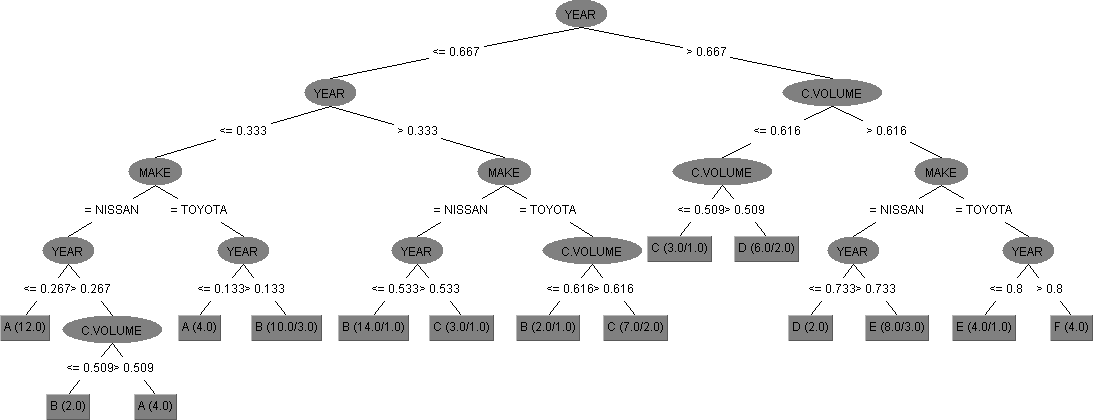 YEAR
<= 0.667 > 0.667
YEAR C.VOLUME
<= 0.333 > 0.333 <= 0.616 > 0.616
MAKE MAKE C.VOLUME MAKE
= NISSAN = TOYOTA = NISSAN = TOYOTA <= 0.509 > 0.509 = NISSAN = TOYOTA
YEAR YEAR YEAR C.VOLUME C (3.0/1.0) D (6.0/2.0) YEAR YEAR
<= 0.267 > 0.267 <= 0.133 > 0.133 <= 0.533 > 0.533 <= 0.616 > 0.616 <= 0.733 > 0.733 <= 0.8 > 0.8
A (12.0) C.VOLUME A (4.0) B (10.0/3.0) B (14.0/1.0) C (3.0/1.0) B (2.0/1.0) C (7.0/2.0) D (2.0) E (8.0/3.0) E (4.0/1.0) F (4.0)
<= 0.509 > 0.509
B (2.0) A (4.0)